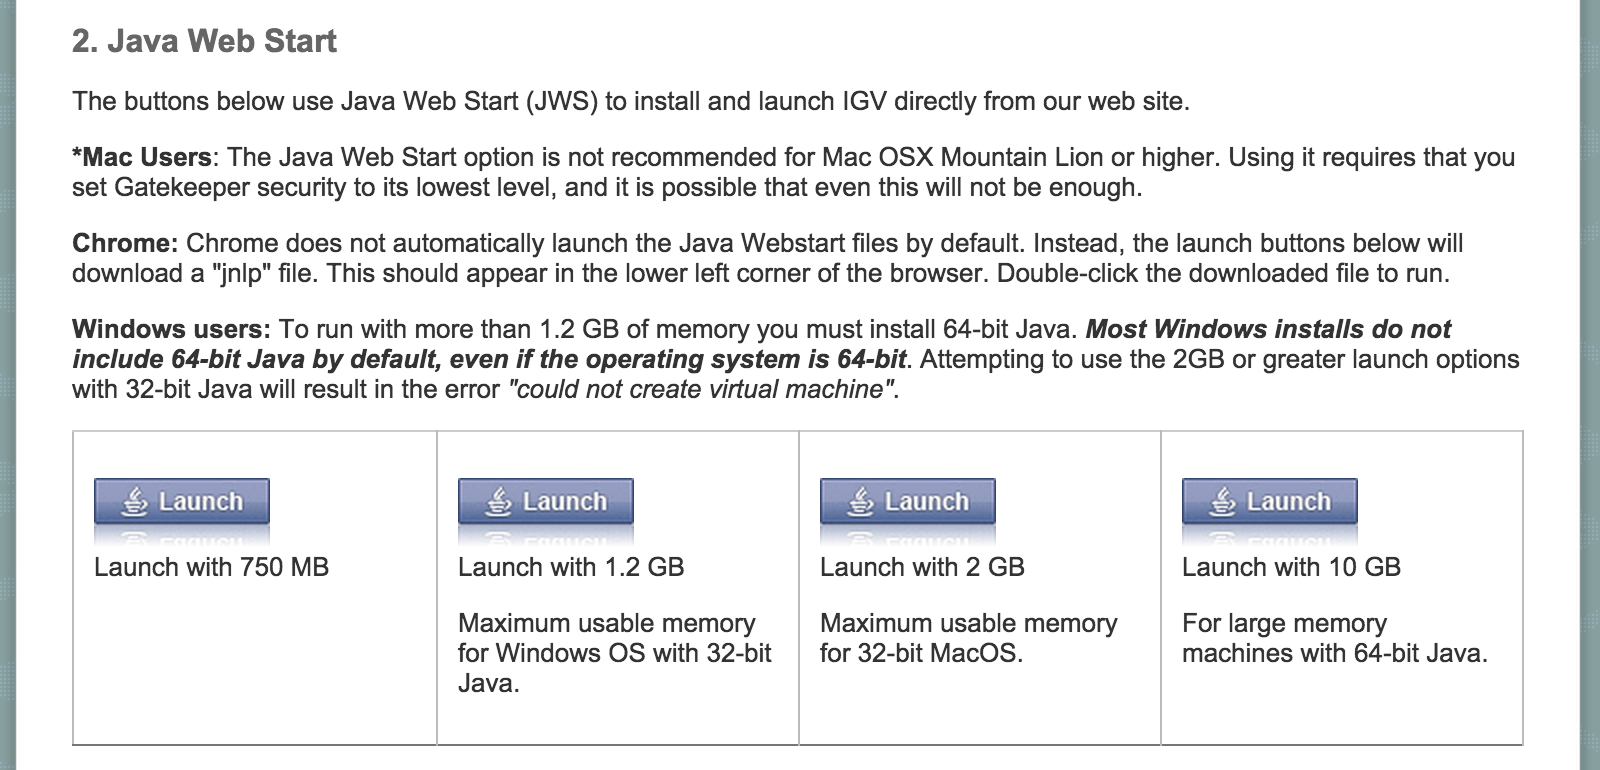 2. Java Web Start
The buttons below use Java Web Start (JWS) to install and launch IGV directly from our web site.
*Mac Users: The Java Web Start option is not recommended for Mac OSX Mountain Lion or higher. Using it requires that you
set Gatekeeper security to its lowest level, and it is possible that even this will not be enough.
Chrome: Chrome does not automatically launch the Java Webstart files by default. Instead, the launch buttons below will
download a "jnlp" file. This should appear in the lower left corner of the browser. Double-click the downloaded file to run.
Windows users: To run with more than 1.2 GB of memory you must install 64-bit Java. Most Windows installs do not
include 64-bit Java by default, even if the operating system is 64-bit. Attempting to use the 2GB or greater launch options
with 32-bit Java will result in the error "could not create virtual machine".
Launch
Launch with 750 MB
Launch
Launch with 1.2 GB
Maximum usable memory
for Windows OS with 32-bit
Java.
Launch
Launch with 2 GB
Maximum usable memory
for 32-bit MacOS.
Launch
Launch with 10 GB
For large memory
machines with 64-bit Java.